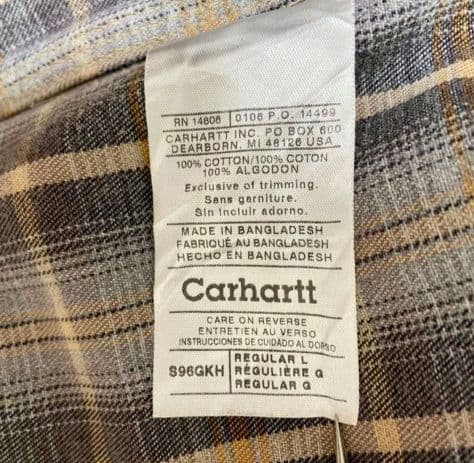 RN 14806 0106 P.O. 14499
CARHARTT INC. PO BOX 600
DEARBORN, MI 48126 USA
100% COTTON/100% COTON
100% ALGODON
Exclusive of trimming.
Sans garniture.
Sin incluir adorno.
MADE IN BANGLADESH
FABRIQUÉ AU BANGLADESH
HECHO EN BANGLADESH
Carhartt
CARE ON REVERSE
ENTRETIEN AU VERSO
INSTRUCCIONES DE CUIDADO AL DORSO
S96GKH
REGULAR L
RÉGULIÈRE G
REGULAR G